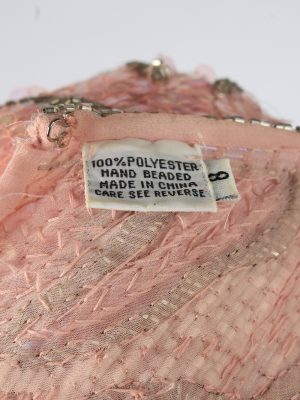 100% POLYESTER
HAND BEADED
MADE IN CHINA
CARE SEE REVERSE
8